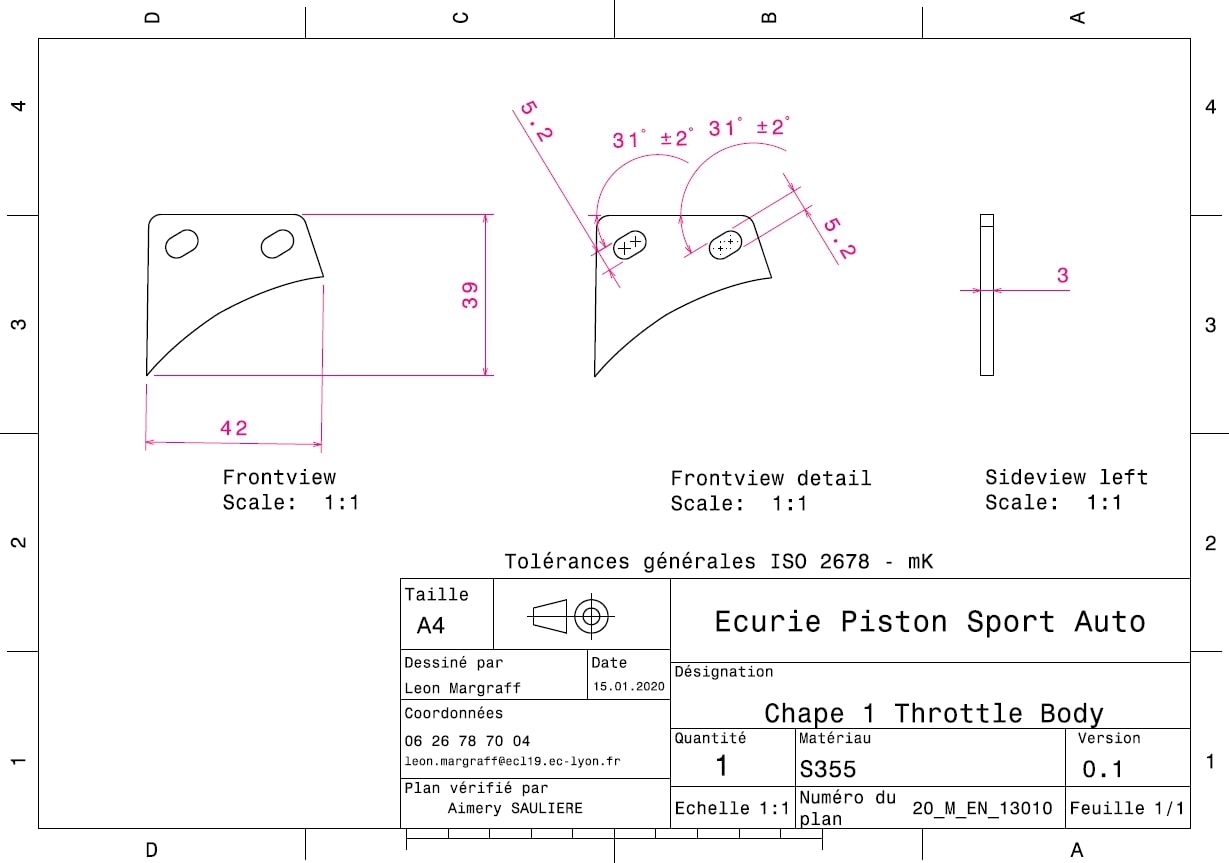 D C B A
4 4
5.2
31° ±2° 31° ±2°
5.2
39
3
3 3
42
Frontview
Scale: 1:1
Frontview detail
Scale: 1:1
Sideview left
Scale: 1:1
2 2
Tolérances générales ISO 2678 - mK
Taille
A4
Ecurie Piston Sport Auto
Dessiné par
Leon Margraff
Date
15.01.2020
Désignation
Chape 1 Throttle Body
Coordonnées
06 26 78 70 04
leon.margraff@ecl19.ec-lyon.fr
Quantité
1
Matériau
S355
Version
0.1
1 1
Plan vérifié par
Aimery SAULIERE
Echelle 1:1
Numéro du
plan
20_M_EN_13010
Feuille 1/1
D A